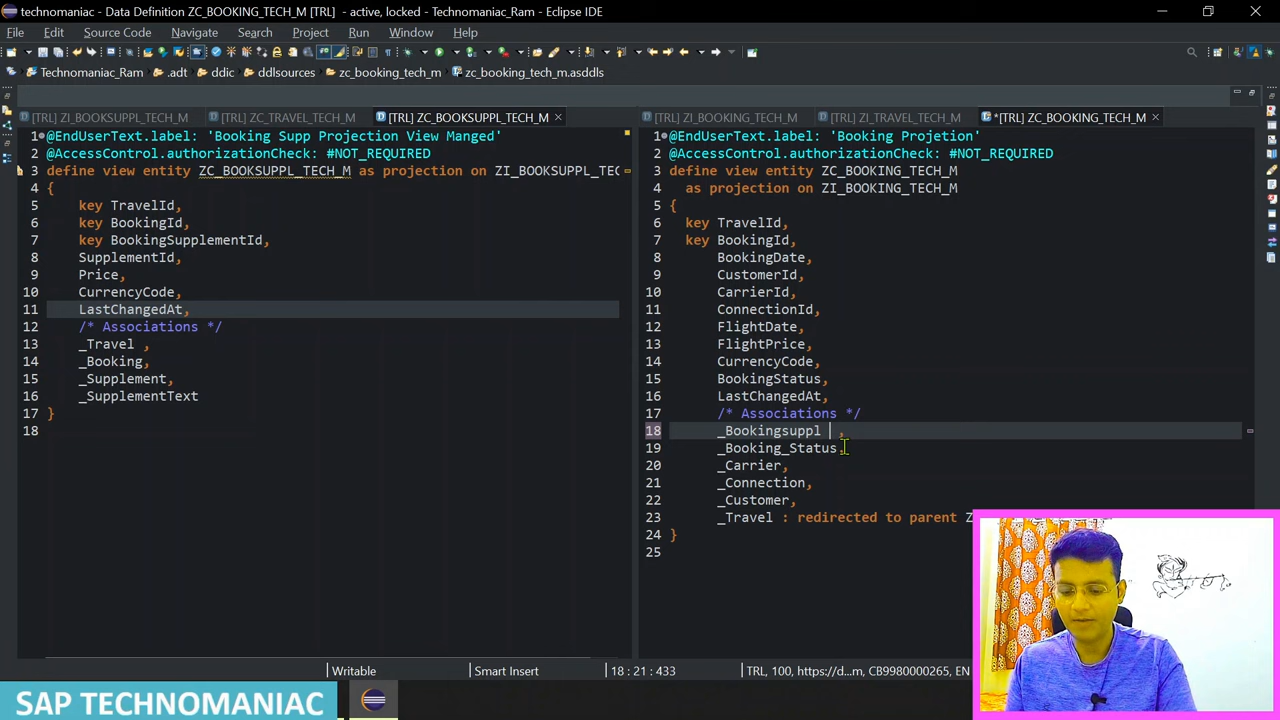 technomaniac - Data Definition ZC_BOOKING_TECH_M [TRL] - active, locked - Technomaniac_Ram - Eclipse IDE
File Edit Source Code Navigate Search Project Run Window Help
Technomaniac_Ram .adt ddic ddlsources zc_booking_tech_m zc_booking_tech_m.asddls
[TRL] ZI_BOOKSUPPL_TECH_M [TRL] ZC_TRAVEL_TECH_M [TRL] ZC_BOOKSUPPL_TECH_M
1 @EndUserText.label: 'Booking Supp Projection View Manged'
2 @AccessControl.authorizationCheck: #NOT_REQUIRED
3 define view entity ZC_BOOKSUPPL_TECH_M as projection on ZI_BOOKSUPPL_TEC
4 {
5 key TravelId,
6 key BookingId,
7 key BookingSupplementId,
8 SupplementId,
9 Price,
10 CurrencyCode,
11 LastChangedAt,
12 /* Associations */
13 _Travel ,
14 _Booking,
15 _Supplement,
16 _SupplementText
17 }
18
[TRL] ZI_BOOKING_TECH_M [TRL] ZI_TRAVEL_TECH_M *[TRL] ZC_BOOKING_TECH_M
1 @EndUserText.label: 'Booking Projetion'
2 @AccessControl.authorizationCheck: #NOT_REQUIRED
3 define view entity ZC_BOOKING_TECH_M
4 as projection on ZI_BOOKING_TECH_M
5 {
6 key TravelId,
7 key BookingId,
8 BookingDate,
9 CustomerId,
10 CarrierId,
11 ConnectionId,
12 FlightDate,
13 FlightPrice,
14 CurrencyCode,
15 BookingStatus,
16 LastChangedAt,
17 /* Associations */
18 _Bookingsuppl ,
19 _Booking_Status,
20 _Carrier,
21 _Connection,
22 _Customer,
23 _Travel : redirected to parent Z
24 }
25
Writable Smart Insert 18 : 21 : 433 TRL, 100, https://d...m, CB9980000265, EN
SAP TECHNOMANIAC